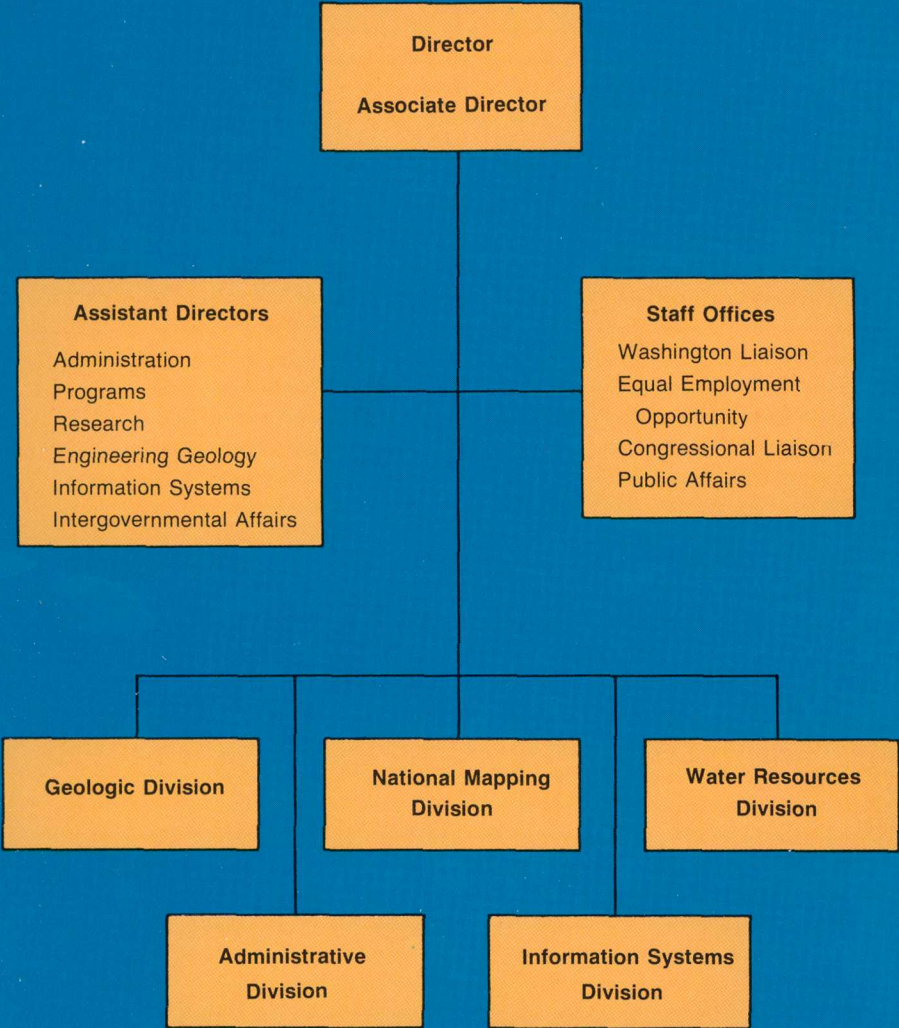 Director
Associate Director
Assistant Directors
Administration
Programs
Research
Engineering Geology
Information Systems
Intergovernmental Affairs
Staff Offices
Washington Liaison
Equal Employment
Opportunity
Congressional Liaison
Public Affairs
Geologic Division
National Mapping
Division
Water Resources
Division
Administrative
Division
Information Systems
Division